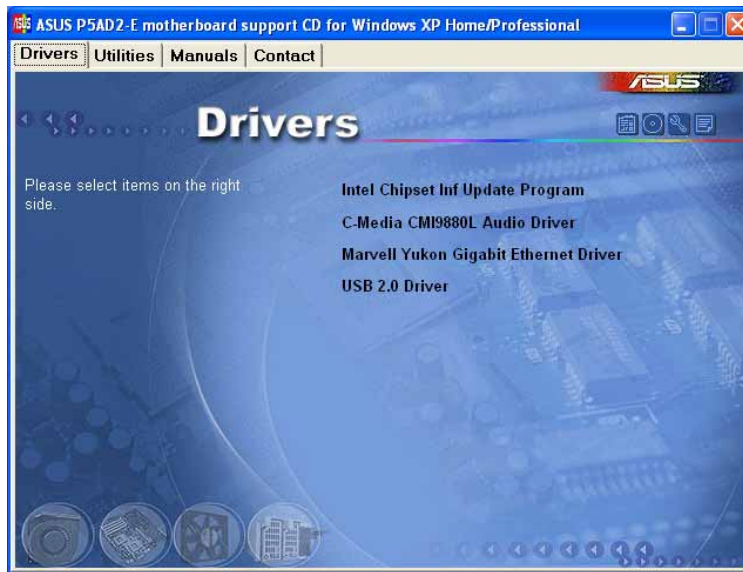 ASUS P5AD2-E motherboard support CD for Windows XP Home/Professional
Drivers Utilities Manuals Contact
ASUS
Drivers
Please select items on the right
side.
Intel Chipset Inf Update Program
C-Media CMI9880L Audio Driver
Marvell Yukon Gigabit Ethernet Driver
USB 2.0 Driver